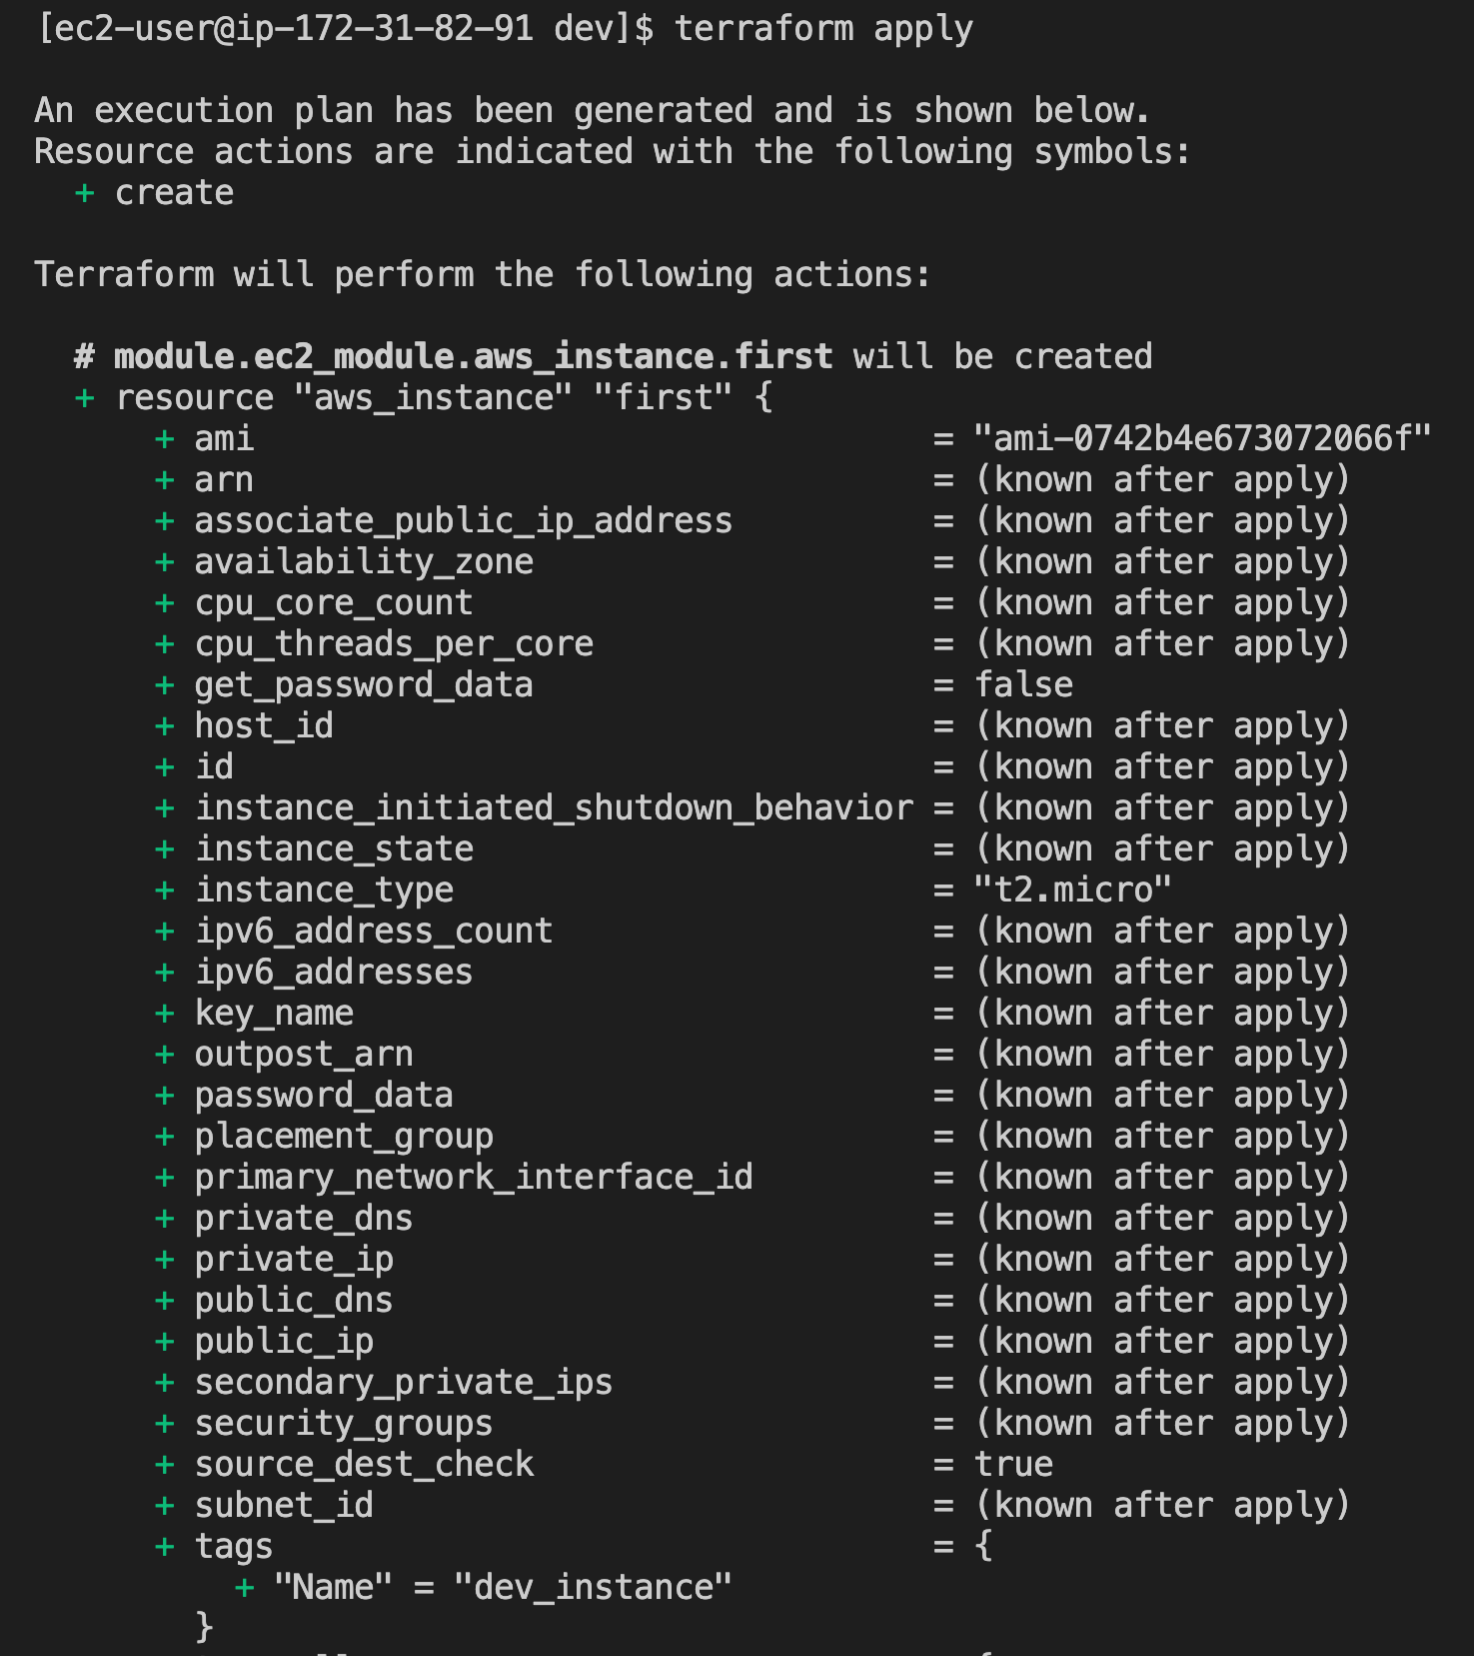 [ec2-user@ip-172-31-82-91 dev]$ terraform apply
An execution plan has been generated and is shown below.
Resource actions are indicated with the following symbols:
+ create
Terraform will perform the following actions:
# module.ec2_module.aws_instance.first will be created
+ resource "aws_instance" "first" {
+ ami = "ami-0742b4e673072066f"
+ arn = (known after apply)
+ associate_public_ip_address = (known after apply)
+ availability_zone = (known after apply)
+ cpu_core_count = (known after apply)
+ cpu_threads_per_core = (known after apply)
+ get_password_data = false
+ host_id = (known after apply)
+ id = (known after apply)
+ instance_initiated_shutdown_behavior = (known after apply)
+ instance_state = (known after apply)
+ instance_type = "t2.micro"
+ ipv6_address_count = (known after apply)
+ ipv6_addresses = (known after apply)
+ key_name = (known after apply)
+ outpost_arn = (known after apply)
+ password_data = (known after apply)
+ placement_group = (known after apply)
+ primary_network_interface_id = (known after apply)
+ private_dns = (known after apply)
+ private_ip = (known after apply)
+ public_dns = (known after apply)
+ public_ip = (known after apply)
+ secondary_private_ips = (known after apply)
+ security_groups = (known after apply)
+ source_dest_check = true
+ subnet_id = (known after apply)
+ tags = {
+ "Name" = "dev_instance"
}